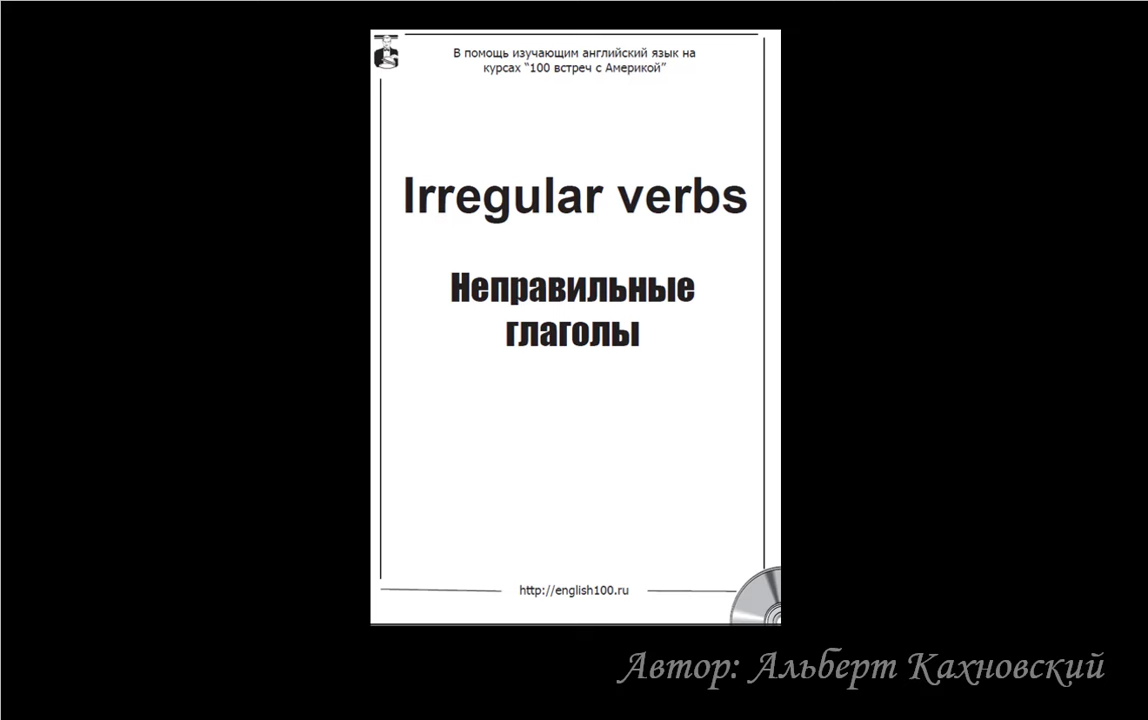 В помощь изучающим английский язык на
курсах “100 встреч с Америкой”
Irregular verbs
Неправильные
глаголы
http://english100.ru
Автор: Альберт Кахновский